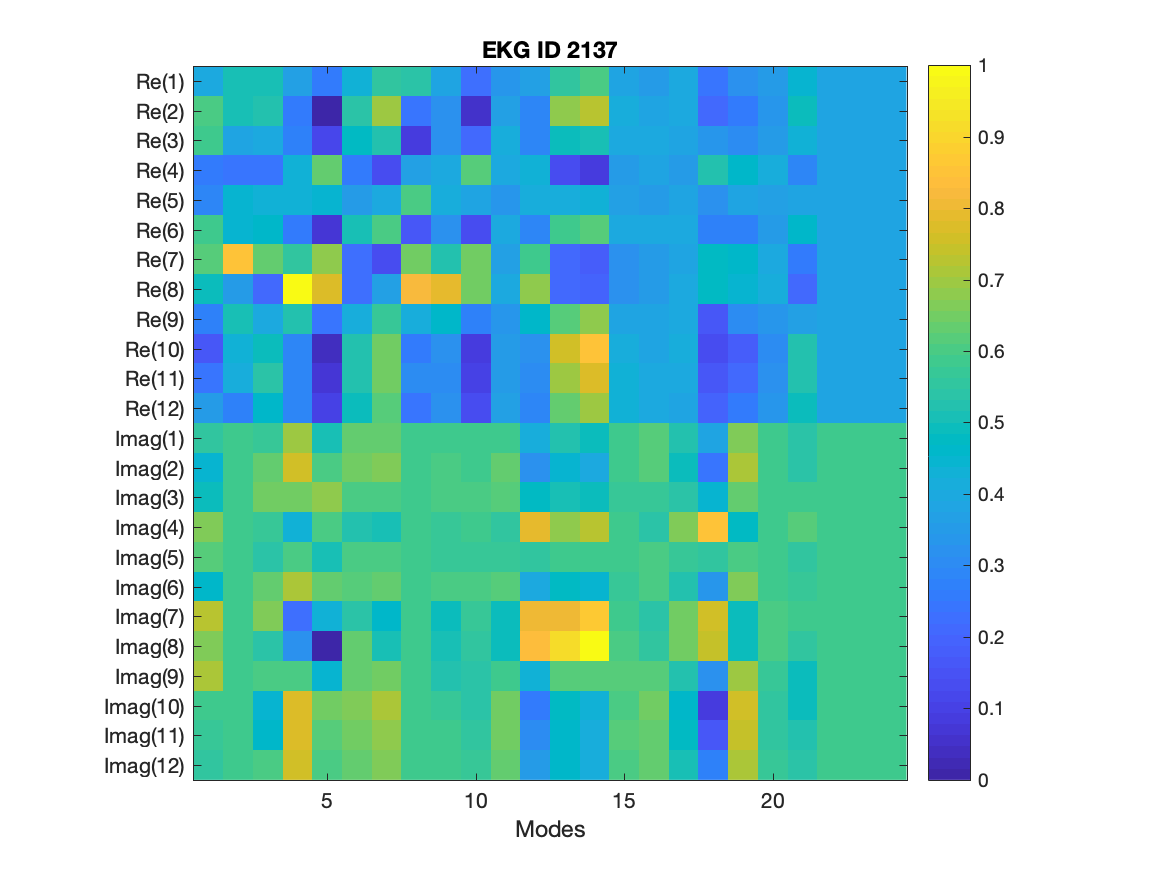 EKG ID 2137
Re(1)
Re(2)
Re(3)
Re(4)
Re(5)
Re(6)
Re(7)
Re(8)
Re(9)
Re(10)
Re(11)
Re(12)
Imag(1)
Imag(2)
Imag(3)
Imag(4)
Imag(5)
Imag(6)
Imag(7)
Imag(8)
Imag(9)
Imag(10)
Imag(11)
Imag(12)
5 10 15 20
Modes
1
0.9
0.8
0.7
0.6
0.5
0.4
0.3
0.2
0.1
0